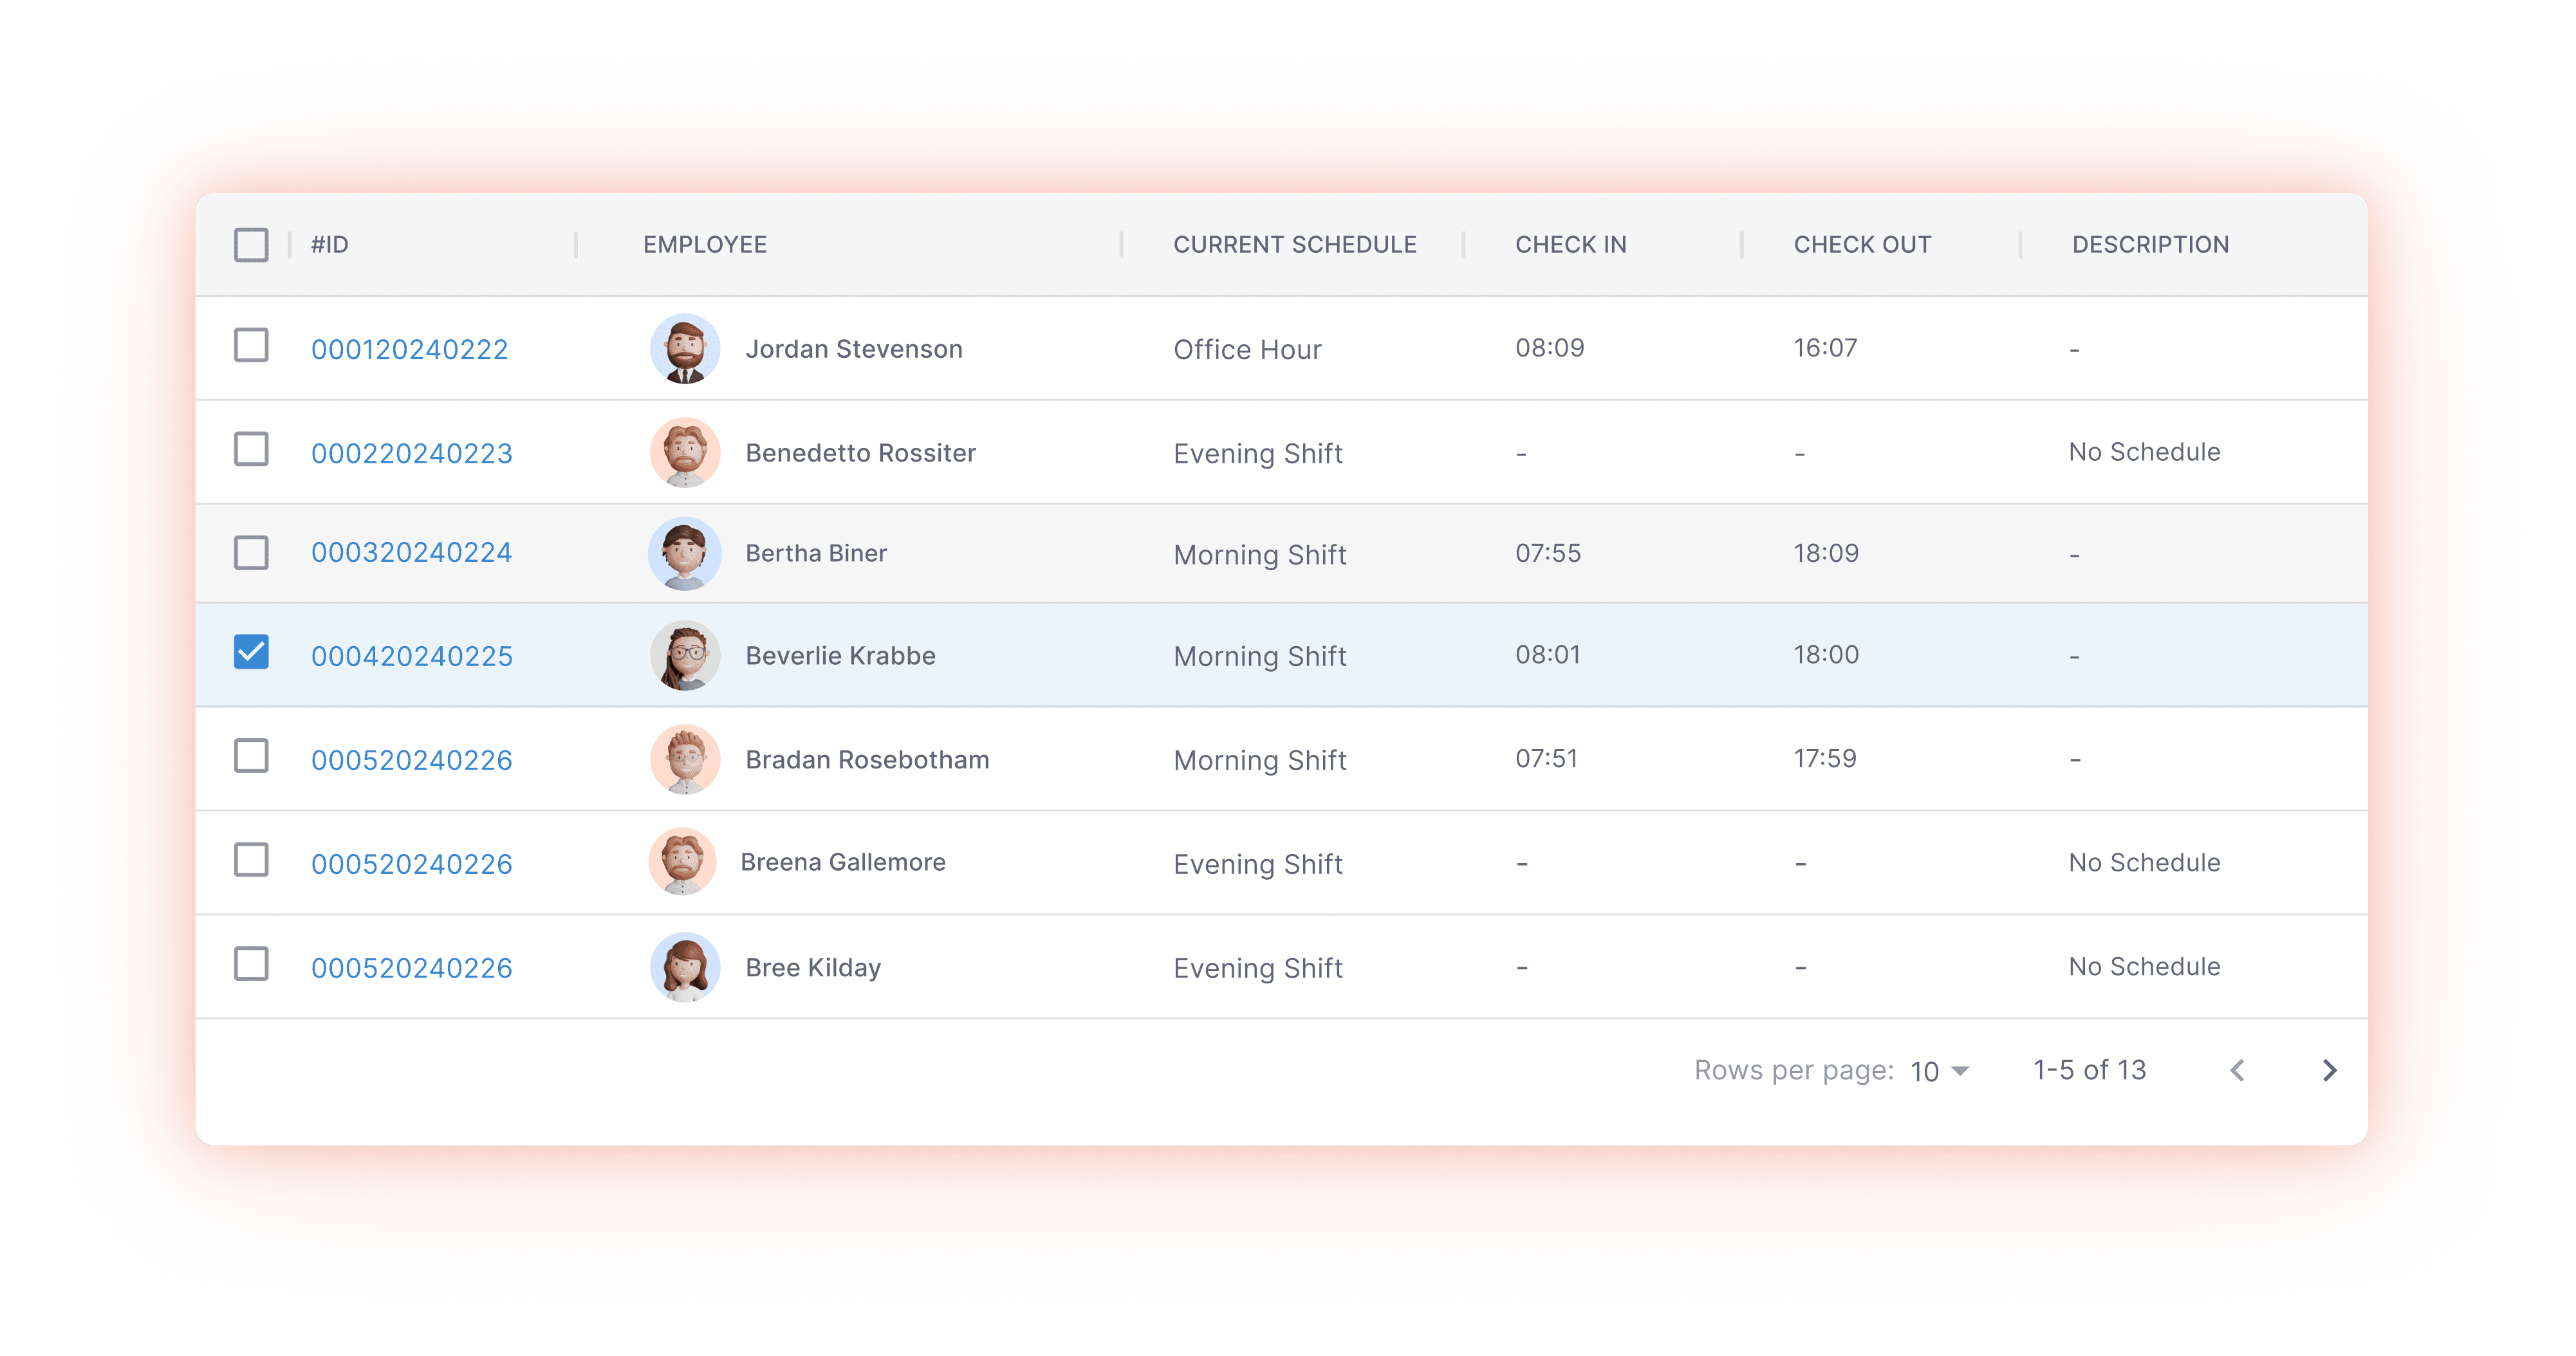 #ID EMPLOYEE CURRENT SCHEDULE CHECK IN CHECK OUT DESCRIPTION
000120240222 Jordan Stevenson Office Hour 08:09 16:07 -
000220240223 Benedetto Rossiter Evening Shift - - No Schedule
000320240224 Bertha Biner Morning Shift 07:55 18:09 -
000420240225 Beverlie Krabbe Morning Shift 08:01 18:00 -
000520240226 Bradan Rosebotham Morning Shift 07:51 17:59 -
000520240226 Breena Gallemore Evening Shift - - No Schedule
000520240226 Bree Kilday Evening Shift - - No Schedule
Rows per page: 10 1-5 of 13